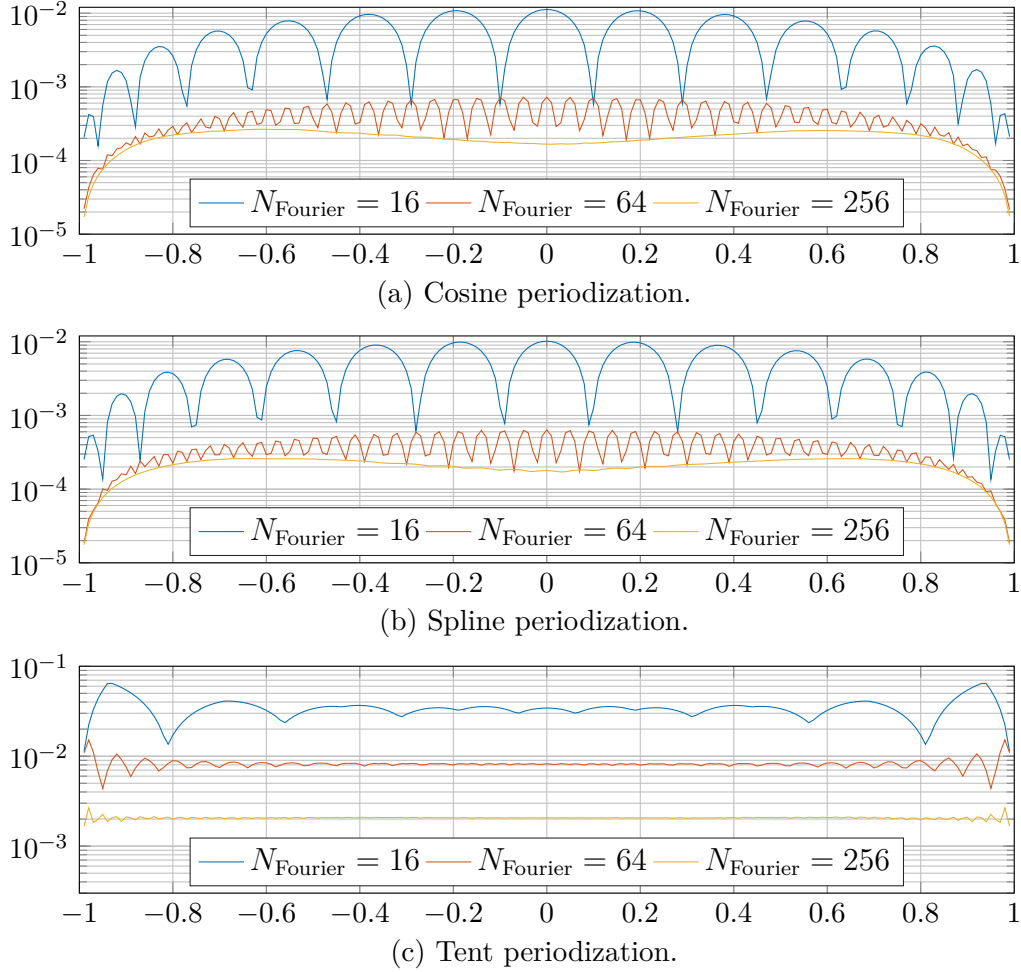 10⁻²
10⁻³
10⁻⁴
10⁻⁵
N_Fourier = 16 N_Fourier = 64 N_Fourier = 256
−1 −0.8 −0.6 −0.4 −0.2 0 0.2 0.4 0.6 0.8 1
(a) Cosine periodization.
10⁻²
10⁻³
10⁻⁴
10⁻⁵
N_Fourier = 16 N_Fourier = 64 N_Fourier = 256
−1 −0.8 −0.6 −0.4 −0.2 0 0.2 0.4 0.6 0.8 1
(b) Spline periodization.
10⁻¹
10⁻²
10⁻³
N_Fourier = 16 N_Fourier = 64 N_Fourier = 256
−1 −0.8 −0.6 −0.4 −0.2 0 0.2 0.4 0.6 0.8 1
(c) Tent periodization.